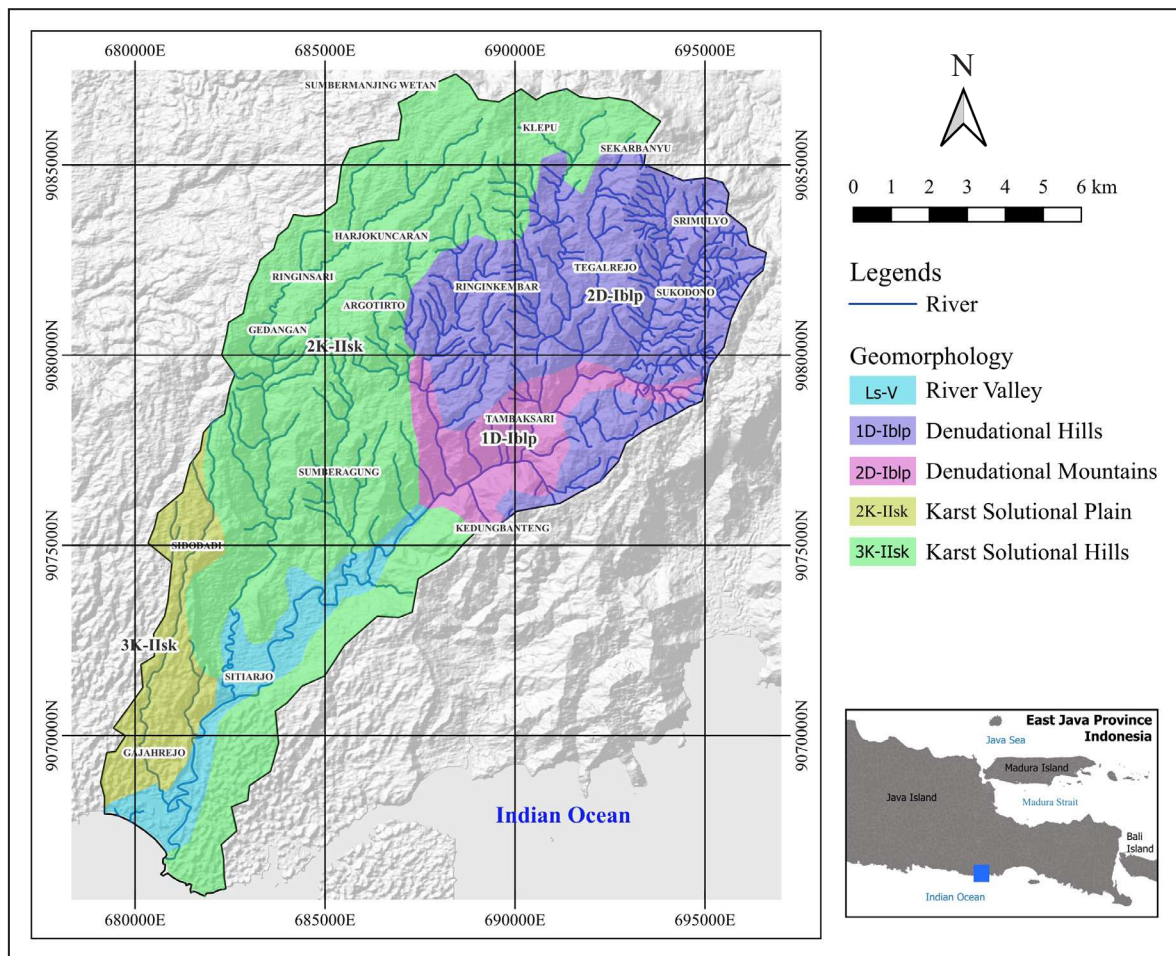 680000E
685000E
690000E
695000E
SUMBERMANJING WETAN
KLEPU
SEKARBANYU
9085000N
9085000N
SRIMULYO
HARJOKUNCARAN
TEGALREJO
RINGINSARI
RINGINKEMBAR
2D-Iblp
SUKODONO
ARGOTIRTO
GEDANGAN
2K-IIsk
9080000N
9080000N
TAMBAKSARI
1D-Iblp
SUMBERAGUNG
KEDUNGBANTENG
9075000N
9075000N
SIDODADI
3K-IIsk
SITIARJO
GAJAHREJO
9070000N
9070000N
Indian Ocean
680000E
685000E
690000E
695000E
N
0 1 2 3 4 5 6 km
Legends
River
Geomorphology
Ls-V River Valley
1D-Iblp Denudational Hills
2D-Iblp Denudational Mountains
2K-IIsk Karst Solutional Plain
3K-IIsk Karst Solutional Hills
East Java Province
Indonesia
Java Sea
Madura Island
Java Island
Madura Strait
Bali
Island
Indian Ocean